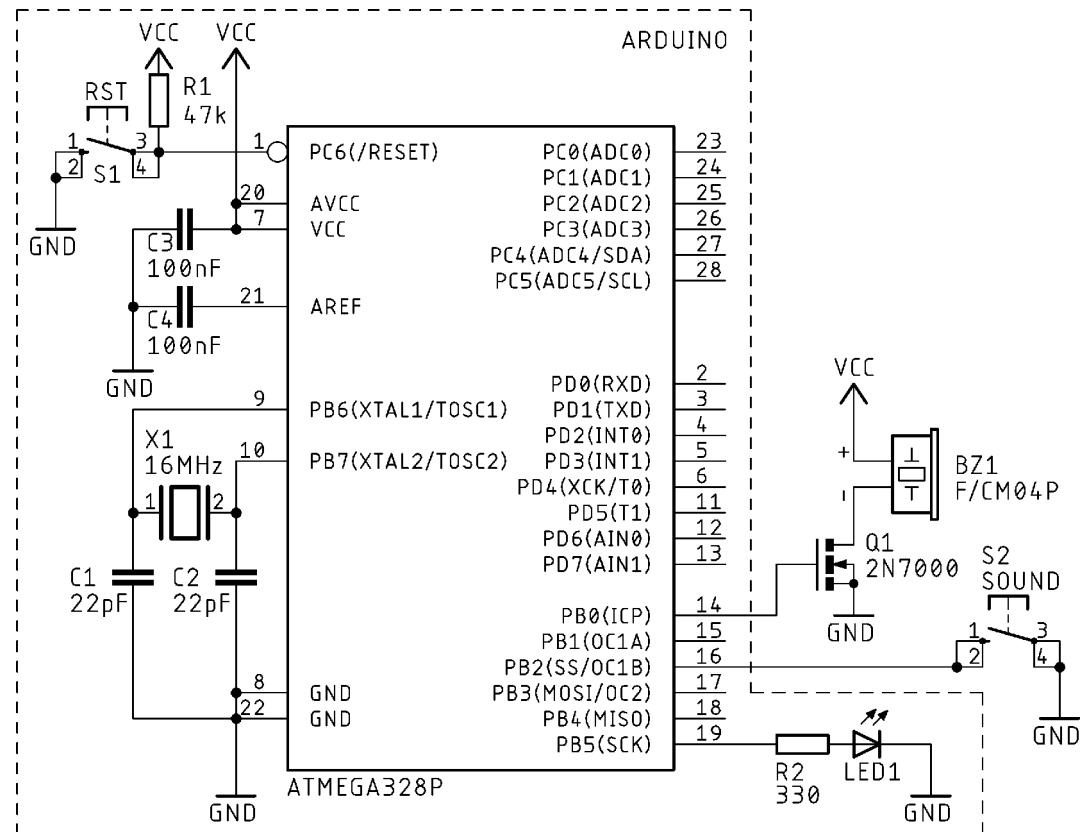 VCC
VCC
ARDUINO
R1
47k
RST
1
2
3
4
S1
GND
1
PC6(/RESET)
20
AVCC
7
VCC
C3
100nF
21
AREF
C4
100nF
GND
9
PB6(XTAL1/TOSC1)
10
PB7(XTAL2/TOSC2)
X1
16MHz
1
2
C1
22pF
C2
22pF
8
GND
22
GND
GND
ATMEGA328P
PC0(ADC0)
23
PC1(ADC1)
24
PC2(ADC2)
25
PC3(ADC3)
26
PC4(ADC4/SDA)
27
PC5(ADC5/SCL)
28
PD0(RXD)
2
PD1(TXD)
3
PD2(INT0)
4
PD3(INT1)
5
PD4(XCK/T0)
6
PD5(T1)
11
PD6(AIN0)
12
PD7(AIN1)
13
PB0(ICP)
14
PB1(OC1A)
15
PB2(SS/OC1B)
16
PB3(MOSI/OC2)
17
PB4(MISO)
18
PB5(SCK)
19
VCC
+
-
BZ1
F/CM04P
Q1
2N7000
GND
S2
SOUND
1
2
3
4
GND
R2
330
LED1
GND